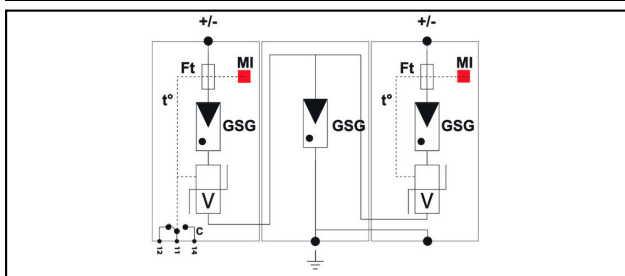 +/- +/-
Ft MI Ft MI
t° t°
GSG GSG GSG
V V
C
12 11 14